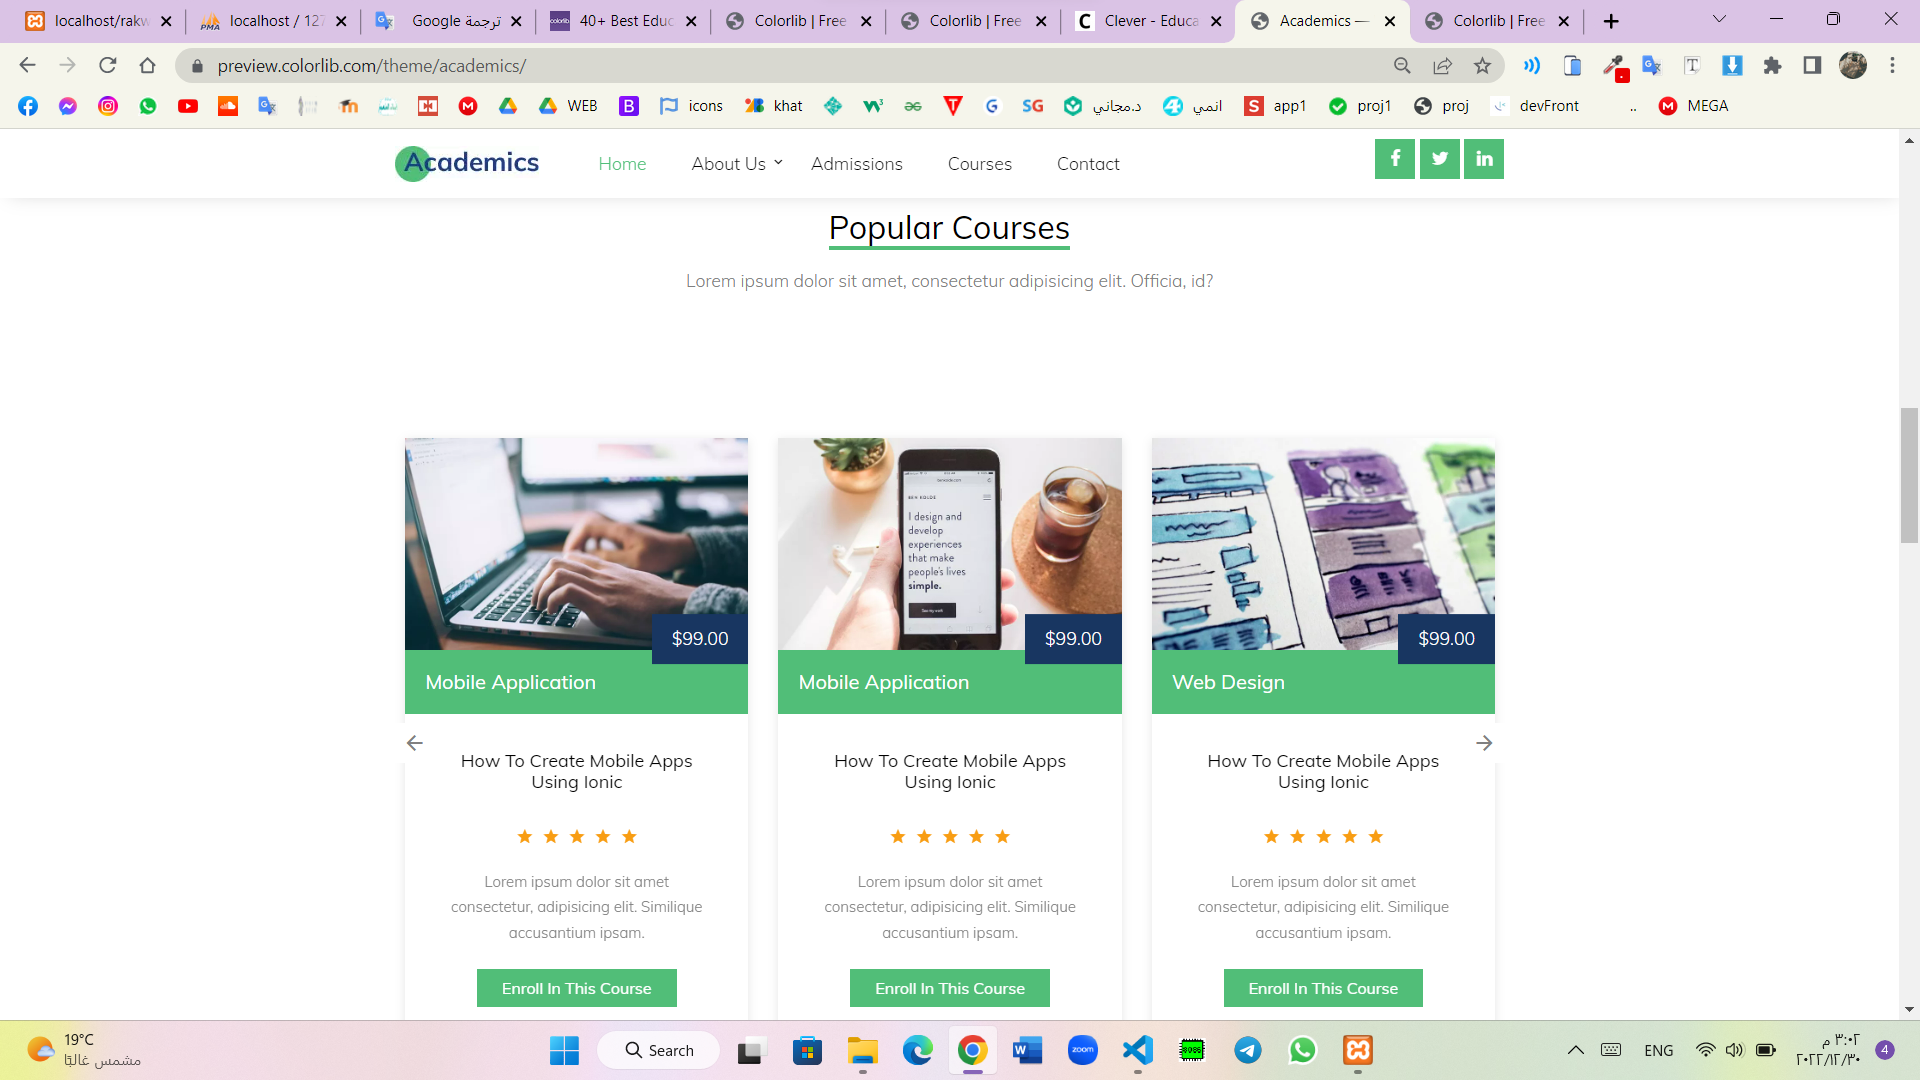 localhost/rakw
localhost / 127
ترجمة Google
40+ Best Educ
Colorlib | Free
Colorlib | Free
Clever - Educa
Academics —
Colorlib | Free
preview.colorlib.com/theme/academics/
WEB
icons
khat
د.مجاني
انمي
app1
proj1
proj
devFront
..
MEGA
Academics
Home
About Us
Admissions
Courses
Contact
Popular Courses
Lorem ipsum dolor sit amet, consectetur adipisicing elit. Officia, id?
BEN KOLDE
I design and
develop
experiences
that make
people's lives
simple.
$99.00
$99.00
$99.00
Mobile Application
Mobile Application
Web Design
How To Create Mobile Apps
Using Ionic
How To Create Mobile Apps
Using Ionic
How To Create Mobile Apps
Using Ionic
Lorem ipsum dolor sit amet
consectetur, adipisicing elit. Similique
accusantium ipsam.
Lorem ipsum dolor sit amet
consectetur, adipisicing elit. Similique
accusantium ipsam.
Lorem ipsum dolor sit amet
consectetur, adipisicing elit. Similique
accusantium ipsam.
Enroll In This Course
Enroll In This Course
Enroll In This Course
19°C
مشمس غالبًا
Search
zoom
ENG
٣:٠٢ م
٢٠٢٢/١٢/٣٠
4